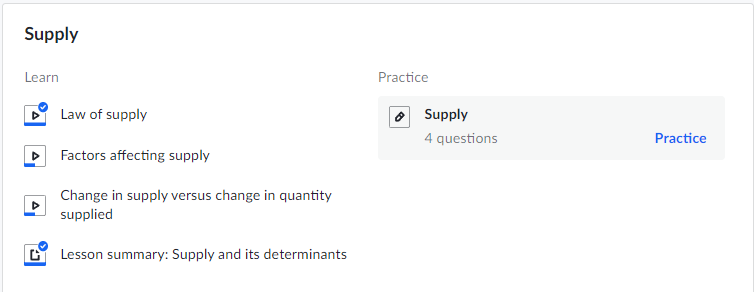 Supply
Learn
Law of supply
Factors affecting supply
Change in supply versus change in quantity
supplied
Lesson summary: Supply and its determinants
Practice
Supply
4 questions
Practice